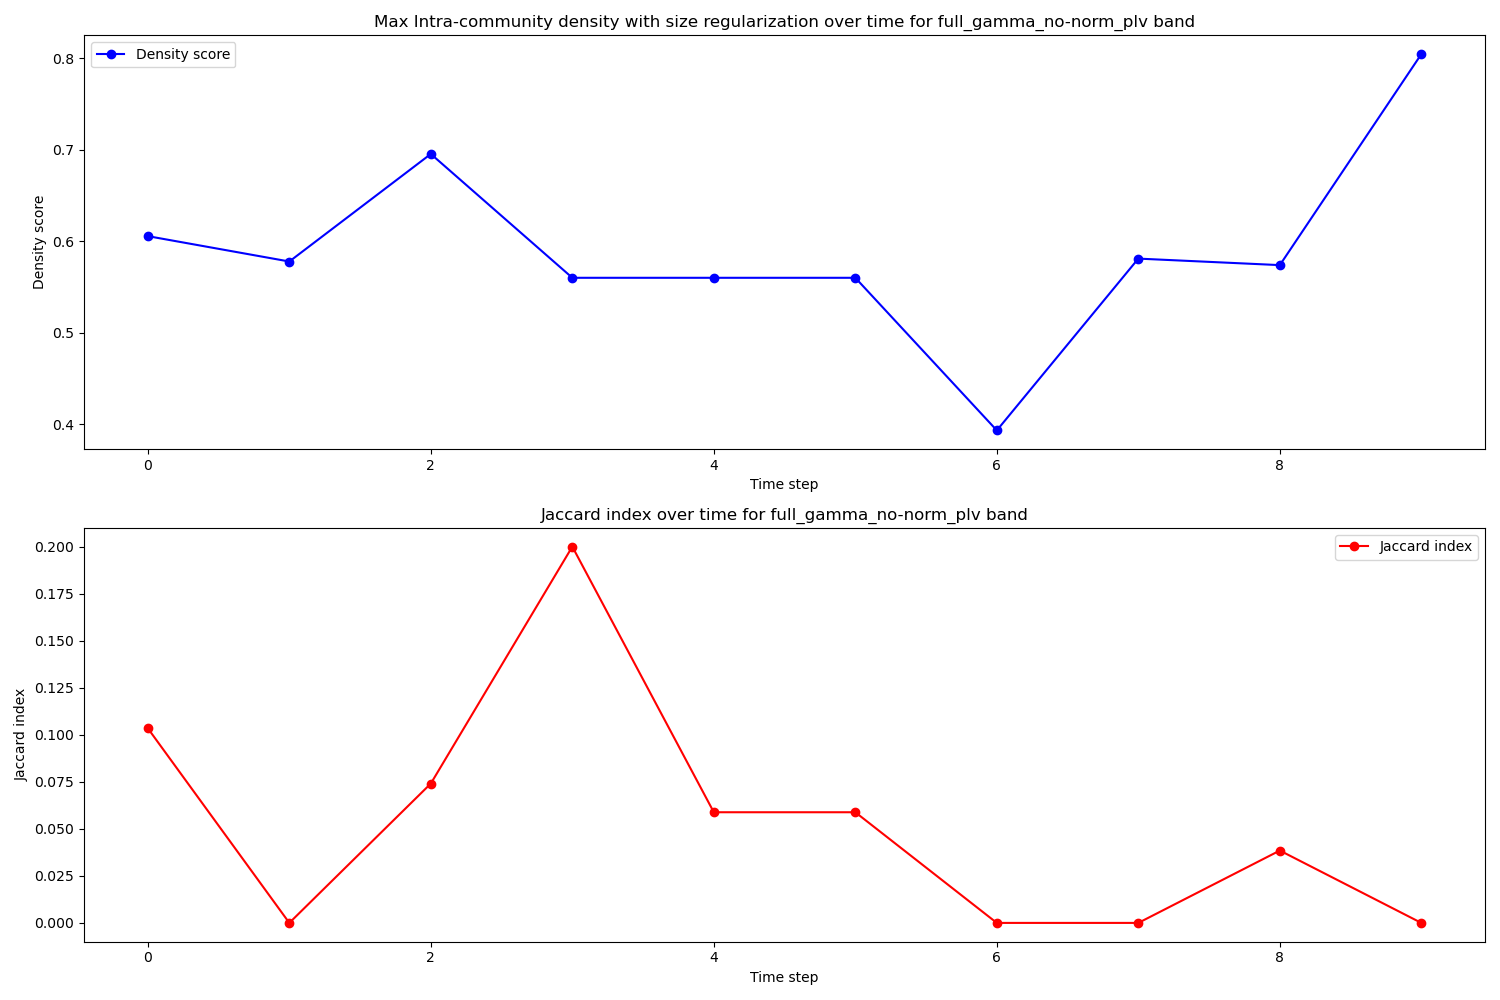 Max Intra-community density with size regularization over time for full_gamma_no-norm_plv band
Density score
0.8
0.7
0.6
0.5
0.4
Density score
0 2 4 6 8
Time step
Jaccard index over time for full_gamma_no-norm_plv band
Jaccard index
0.200
0.175
0.150
0.125
0.100
0.075
0.050
0.025
0.000
Jaccard index
0 2 4 6 8
Time step